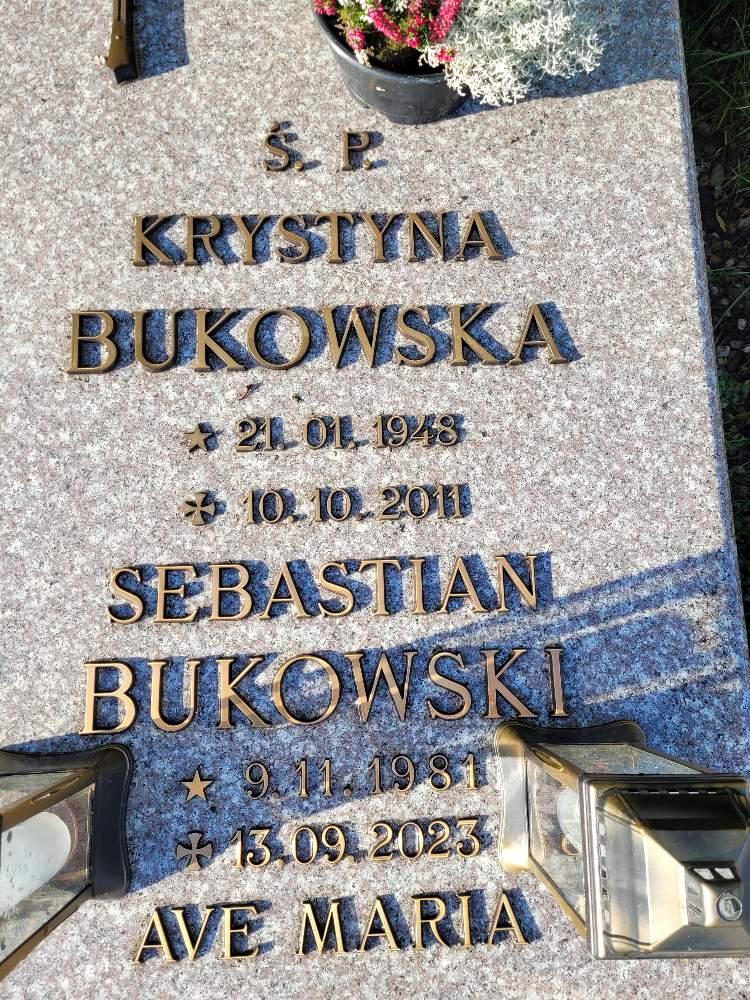 Ś. P.
KRYSTYNA
BUKOWSKA
21. 01. 1948
10. 10. 2011
SEBASTIAN
BUKOWSKI
9. 11. 1981
13. 09. 2023
AVE MARIA